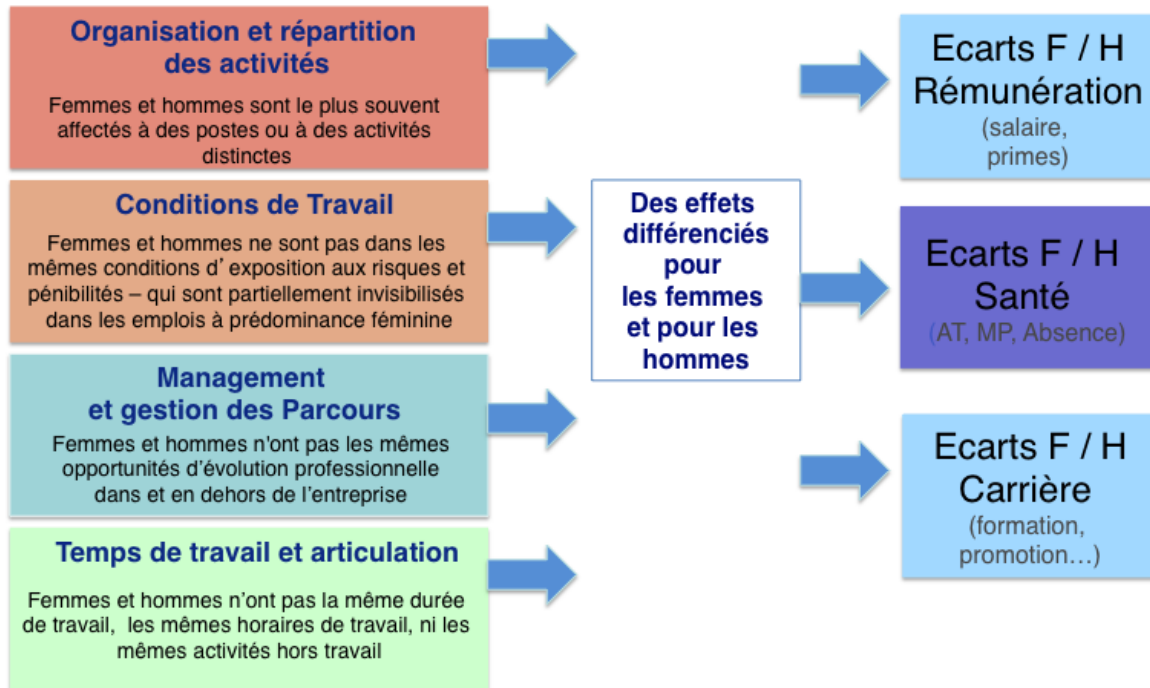 Organisation et répartition
des activités
Femmes et hommes sont le plus souvent
affectés à des postes ou à des activités
distinctes
Conditions de Travail
Femmes et hommes ne sont pas dans les
mêmes conditions d'exposition aux risques et
pénibilités – qui sont partiellement invisibilisés
dans les emplois à prédominance féminine
Management
et gestion des Parcours
Femmes et hommes n'ont pas les mêmes
opportunités d'évolution professionnelle
dans et en dehors de l'entreprise
Temps de travail et articulation
Femmes et hommes n'ont pas la même durée
de travail, les mêmes horaires de travail, ni les
mêmes activités hors travail
Des effets
différenciés
pour
les femmes
et pour les
hommes
Ecarts F / H
Rémunération
(salaire,
primes)
Ecarts F / H
Santé
(AT, MP, Absence)
Ecarts F / H
Carrière
(formation,
promotion…)